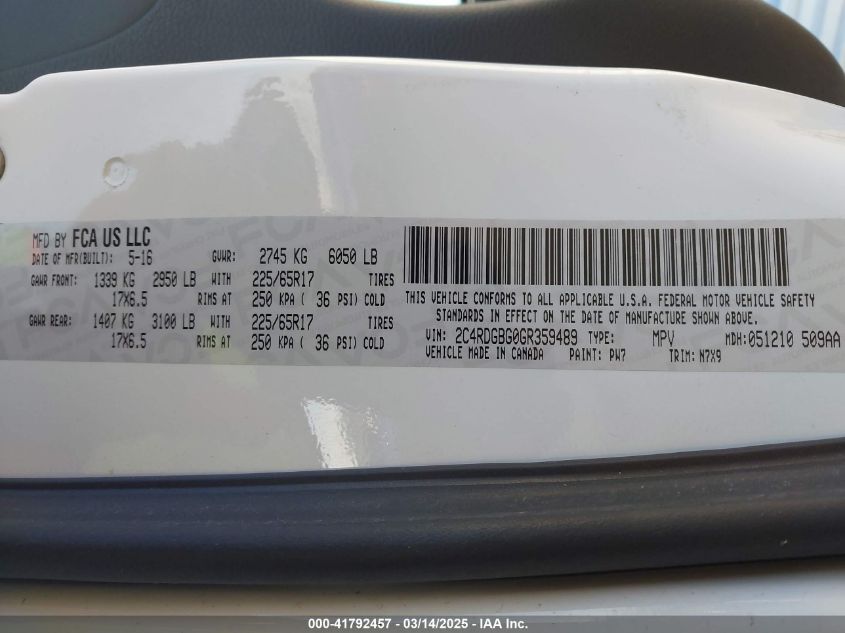 MFD BY FCA US LLC
DATE OF MFR(BUILT): 5-16 GVWR: 2745 KG 6050 LB
GAWR FRONT: 1339 KG 2950 LB WITH 225/65R17 TIRES
17X6.5 RIMS AT 250 KPA ( 36 PSI) COLD
GAWR REAR: 1407 KG 3100 LB WITH 225/65R17 TIRES
17X6.5 RIMS AT 250 KPA ( 36 PSI) COLD
THIS VEHICLE CONFORMS TO ALL APPLICABLE U.S.A. FEDERAL MOTOR VEHICLE SAFETY
STANDARDS IN EFFECT ON THE DATE OF MANUFACTURE SHOWN ABOVE.
VIN: 2C4RDGBG0GR359489 TYPE: MPV MDH:051210 509AA
VEHICLE MADE IN CANADA PAINT: PW7 TRIM: N7X9
000-41792457 - 03/14/2025 - IAA Inc.